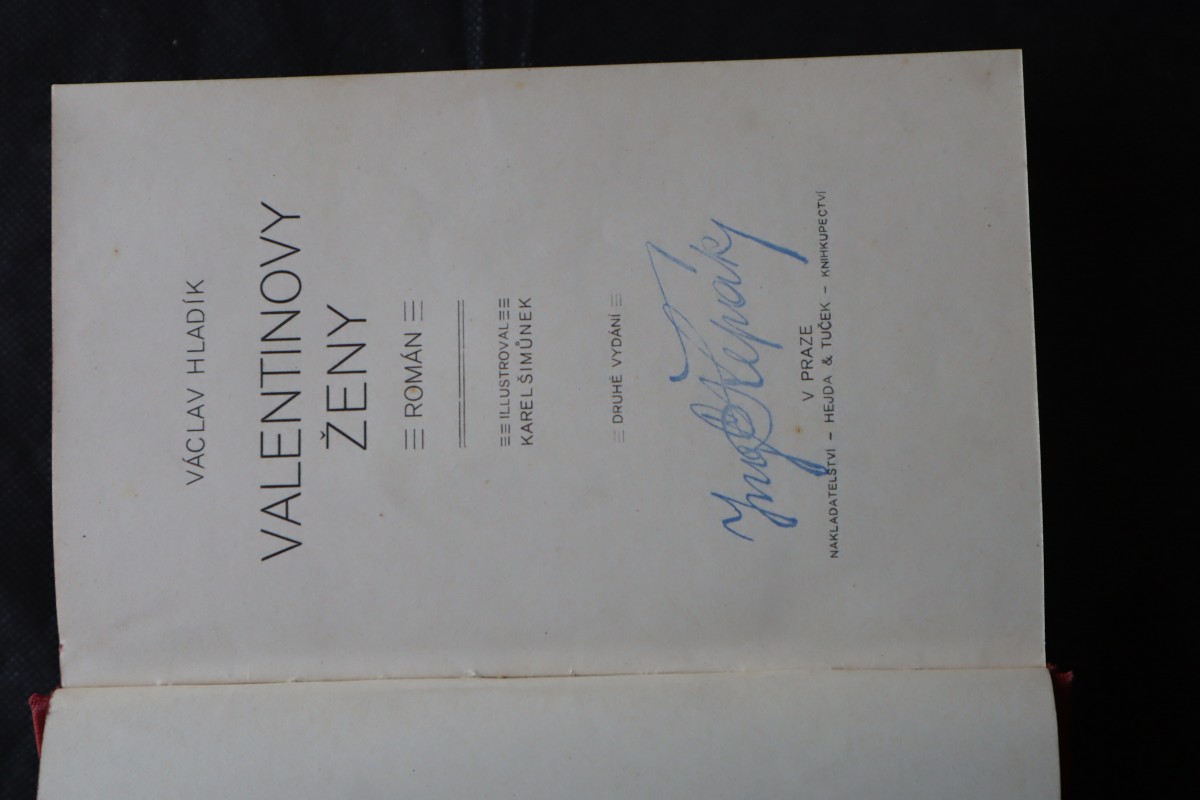 VÁCLAV HLADÍK
VALENTINOVY
ŽENY
ROMÁN
ILLUSTROVAL
KAREL ŠIMŮNEK
DRUHÉ VYDÁNÍ
V PRAZE
NAKLADATELSTVÍ – HEJDA & TUČEK – KNIHKUPECTVÍ